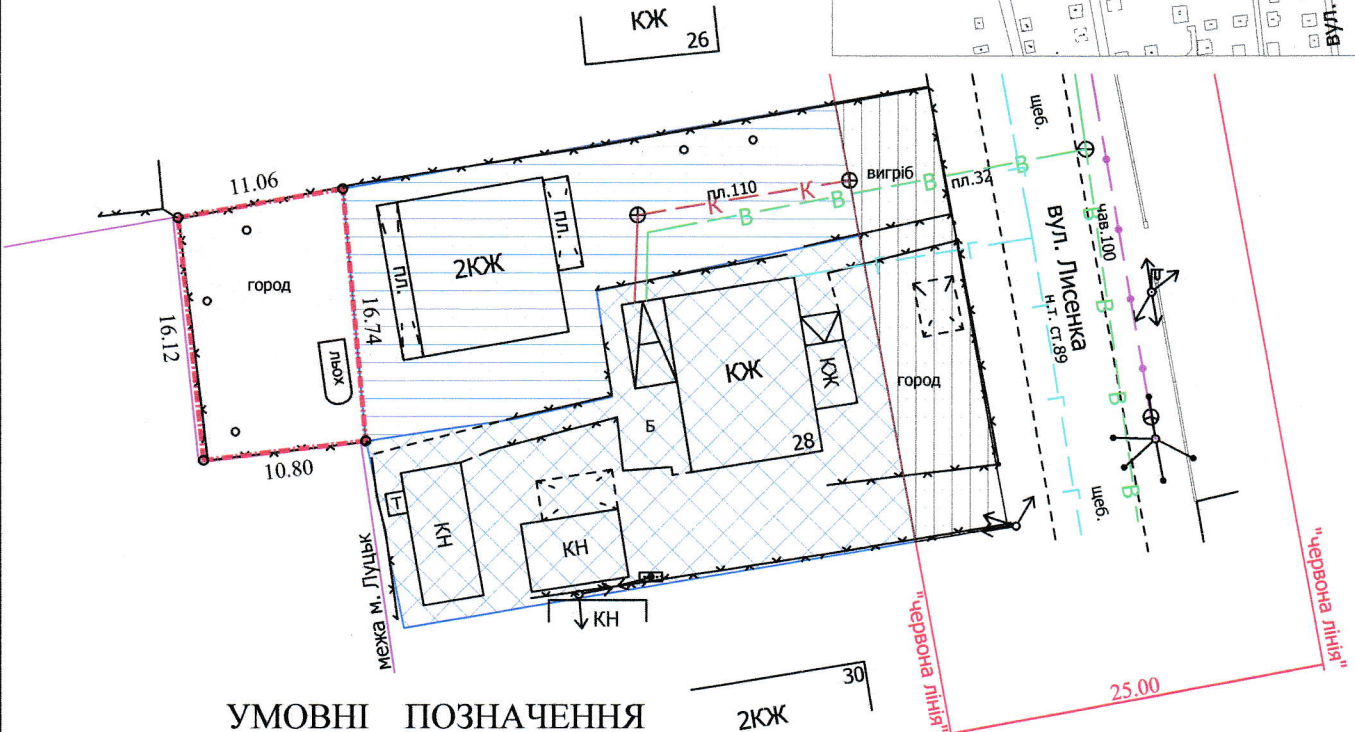 КЖ
26
вул.
щеб.
11.06
вигріб
пл.110
К
К
В
В
В
пл.32
В
чав.100
город
2КЖ
пл.
пл.
16.74
16.12
льох
вул. Лисенка
н.т. ст.89
Г
КЖ
КЖ
город
Б
28
10.80
Т
КН
КН
КН
В
В
В
Г
Г
щеб.
межа м. Луцьк
"червона лінія"
"червона лінія"
25.00
30
2КЖ
УМОВНІ ПОЗНАЧЕННЯ